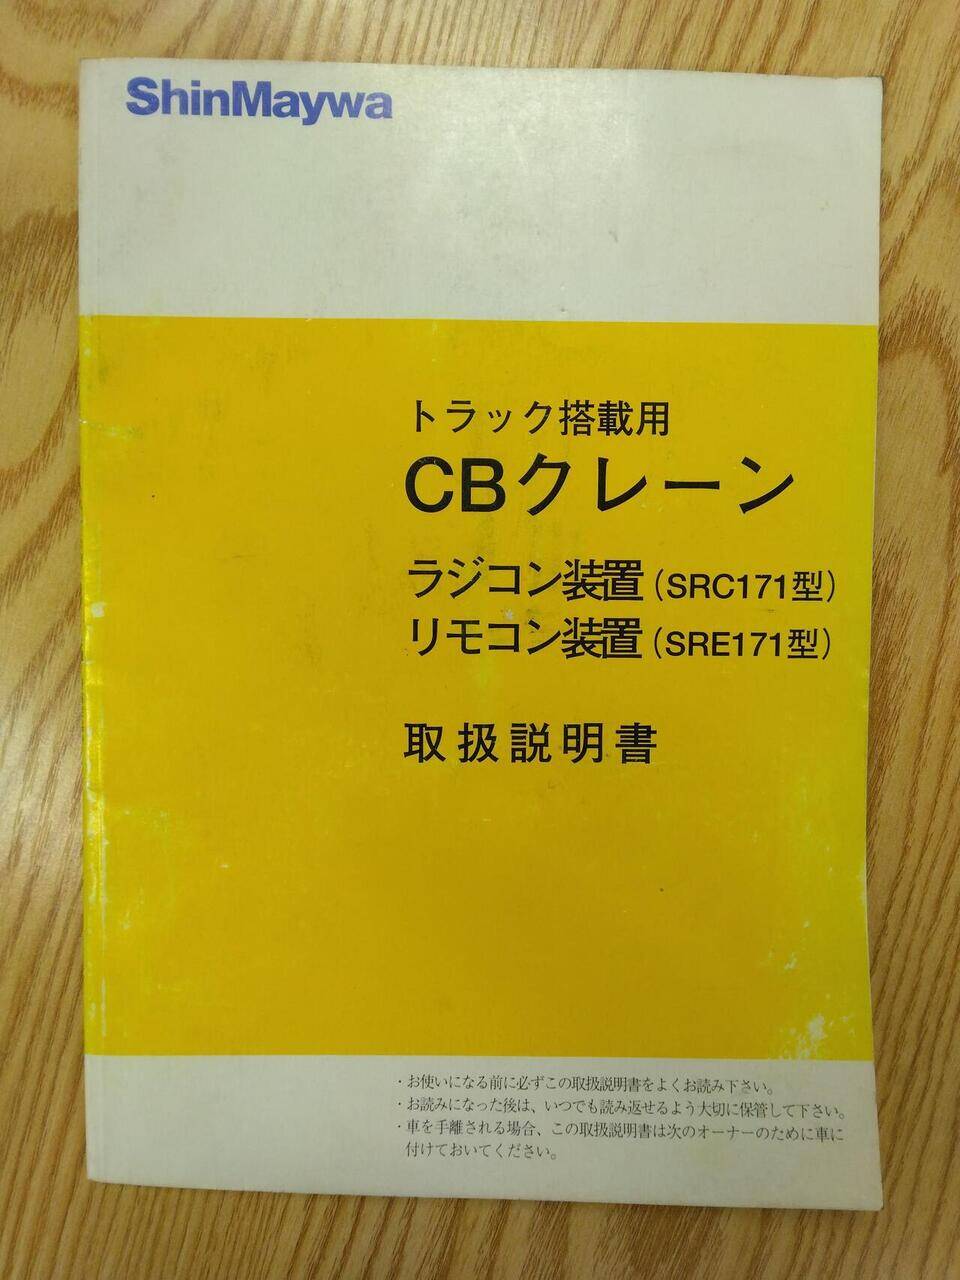 ShinMaywa
トラック搭載用
CBクレーン
ラジコン装置(SRC171型)
リモコン装置(SRE171型)
取扱説明書
・お使いになる前に必ずこの取扱説明書をよくお読み下さい。
・お読みになった後は、いつでも読み返せるよう大切に保管して下さい。
・車を手離される場合、この取扱説明書は次のオーナーのために車に
付けておいてください。